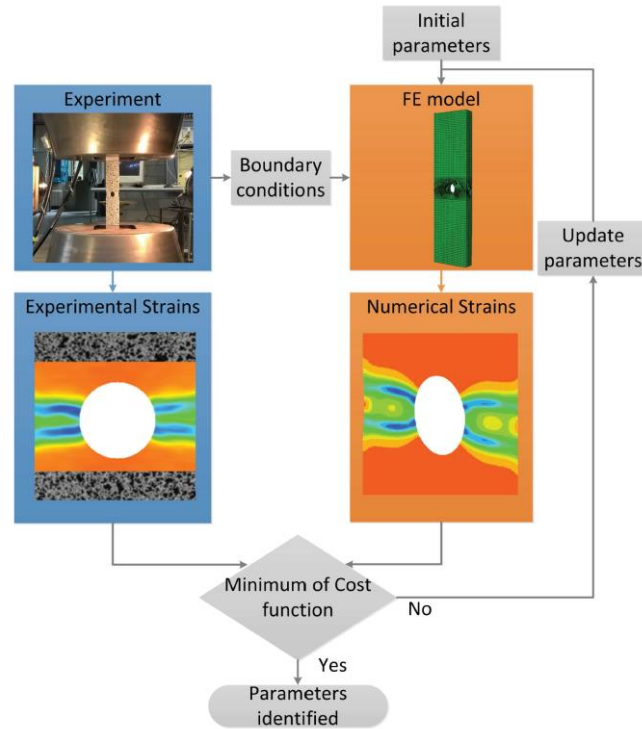 Initial
parameters
Experiment
FE model
Boundary
conditions
Update
parameters
Experimental Strains
Numerical Strains
Minimum of Cost
function
No
Yes
Parameters
identified